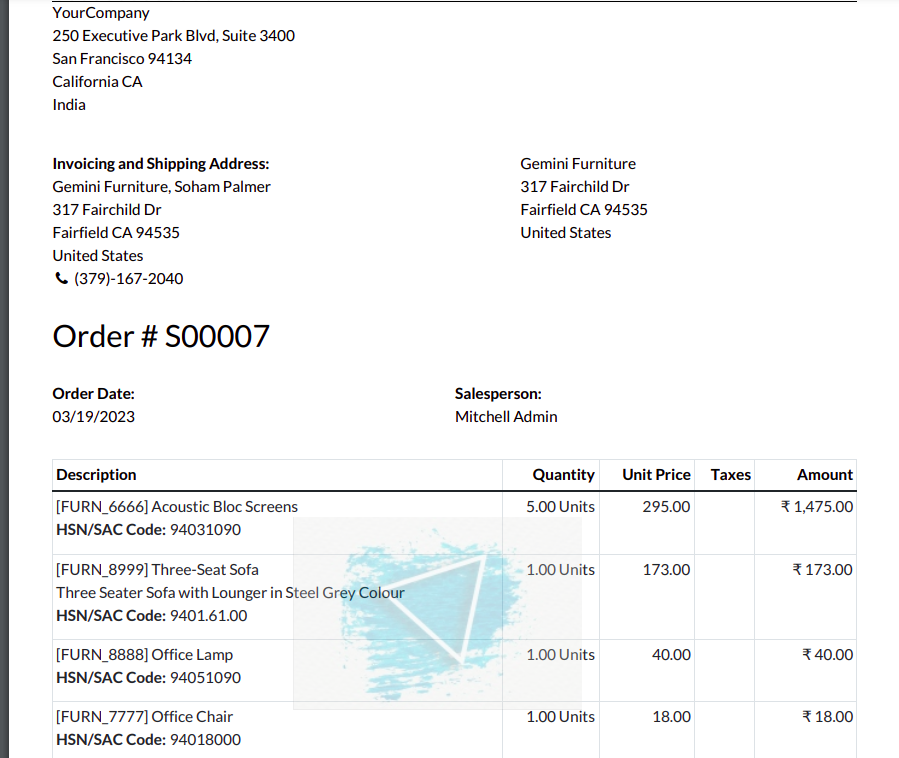 YourCompany
250 Executive Park Blvd, Suite 3400
San Francisco 94134
California CA
India
Invoicing and Shipping Address:
Gemini Furniture, Soham Palmer
317 Fairchild Dr
Fairfield CA 94535
United States
(379)-167-2040
Gemini Furniture
317 Fairchild Dr
Fairfield CA 94535
United States
Order # S00007
Order Date:
03/19/2023
Salesperson:
Mitchell Admin
Description Quantity Unit Price Taxes Amount
[FURN_6666] Acoustic Bloc Screens 5.00 Units 295.00 ₹ 1,475.00
HSN/SAC Code: 94031090
[FURN_8999] Three-Seat Sofa 1.00 Units 173.00 ₹ 173.00
Three Seater Sofa with Lounger in Steel Grey Colour
HSN/SAC Code: 9401.61.00
[FURN_8888] Office Lamp 1.00 Units 40.00 ₹ 40.00
HSN/SAC Code: 94051090
[FURN_7777] Office Chair 1.00 Units 18.00 ₹ 18.00
HSN/SAC Code: 94018000